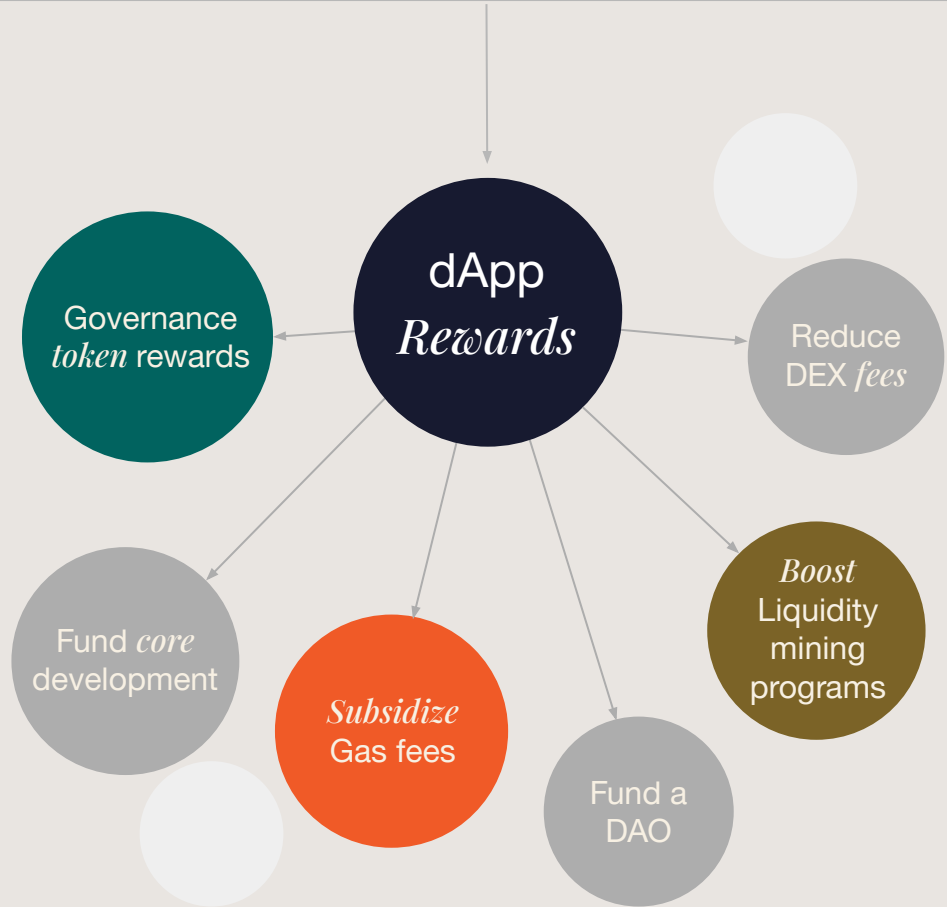 dApp
Rewards
Governance
token rewards
Reduce
DEX fees
Fund core
development
Subsidize
Gas fees
Fund a
DAO
Boost
Liquidity
mining
programs